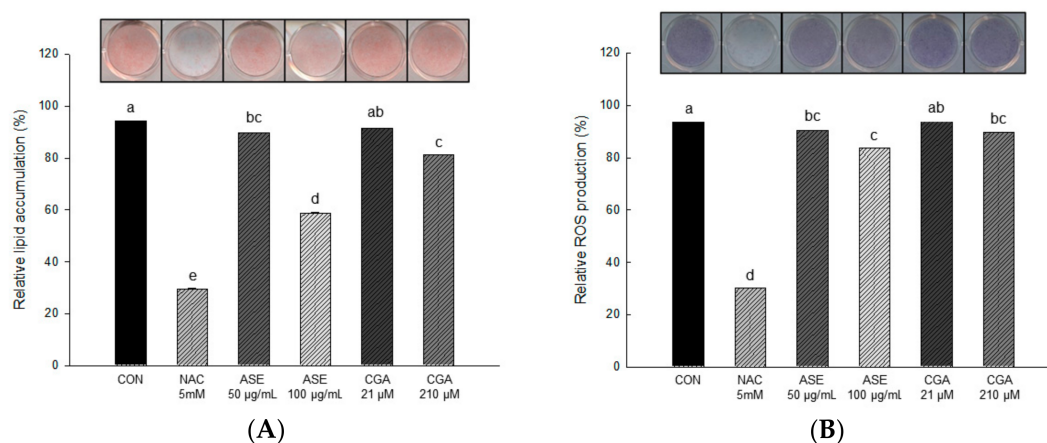 120
100
80
60
40
20
0
Relative lipid accumulation (%)
a
e
bc
d
ab
c
CON NAC ASE ASE CGA CGA
5mM 50 µg/mL 100 µg/mL 21 µM 210 µM
(A)
120
100
80
60
40
20
0
Relative ROS production (%)
a
d
bc
c
ab
bc
CON NAC ASE ASE CGA CGA
5mM 50 µg/mL 100 µg/mL 21 µM 210 µM
(B)